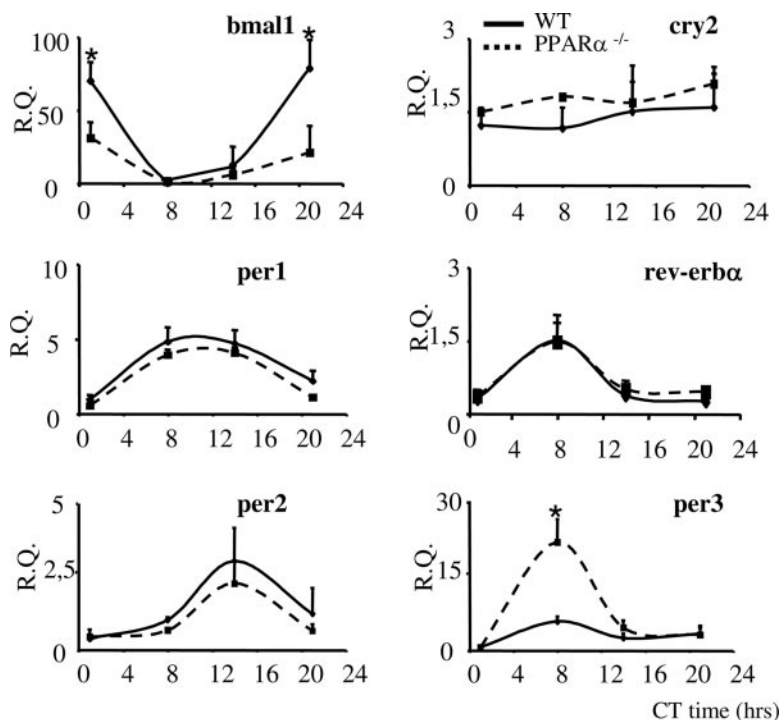 bmal1
*
*
R.Q.
100
50
0
0 4 8 12 16 20 24
WT
PPARα -/-
cry2
R.Q.
3
1,5
0
0 4 8 12 16 20 24
per1
R.Q.
10
5
0
0 4 8 12 16 20 24
rev-erbα
R.Q.
3
1,5
0
0 4 8 12 16 20 24
per2
R.Q.
5
2,5
0
0 4 8 12 16 20 24
per3
*
R.Q.
30
15
0
0 4 8 12 16 20 24
CT time (hrs)